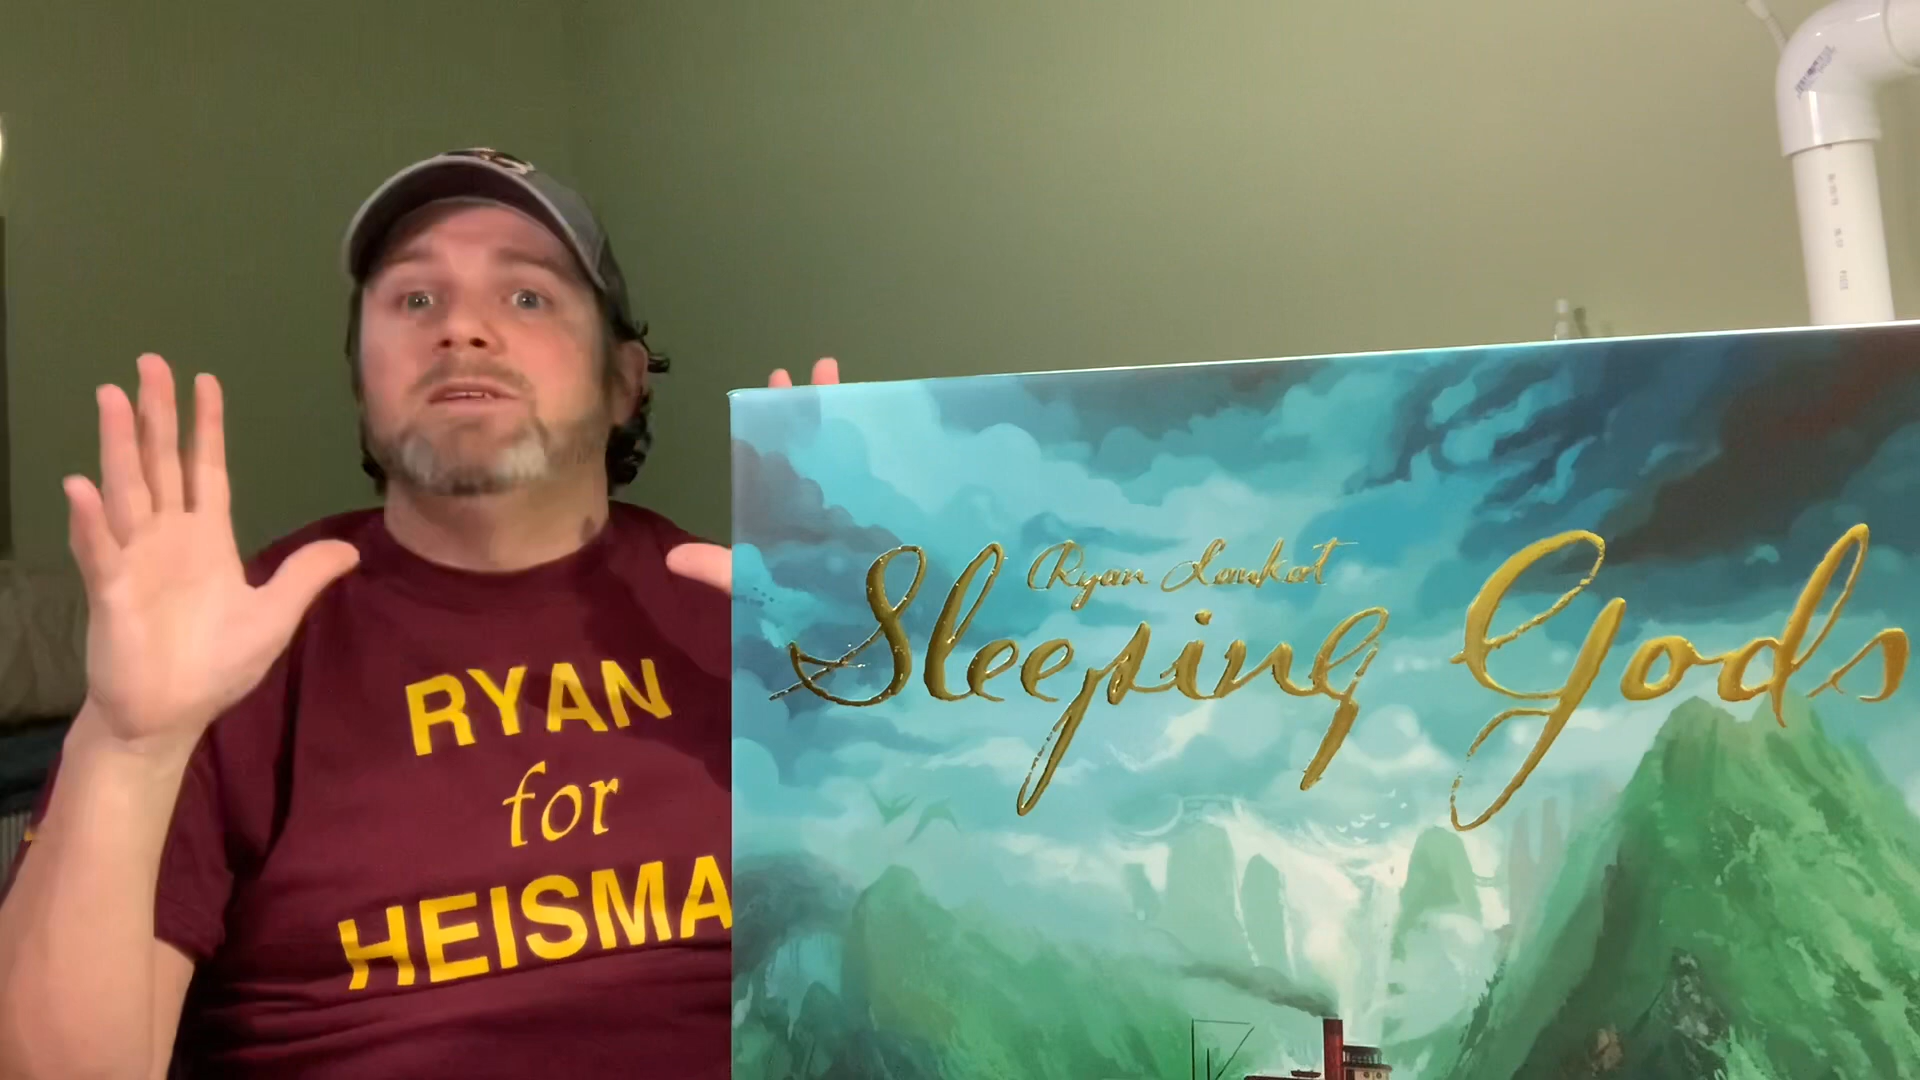 RYAN
for
HEISMA
Ryan Laukat
Sleeping Gods